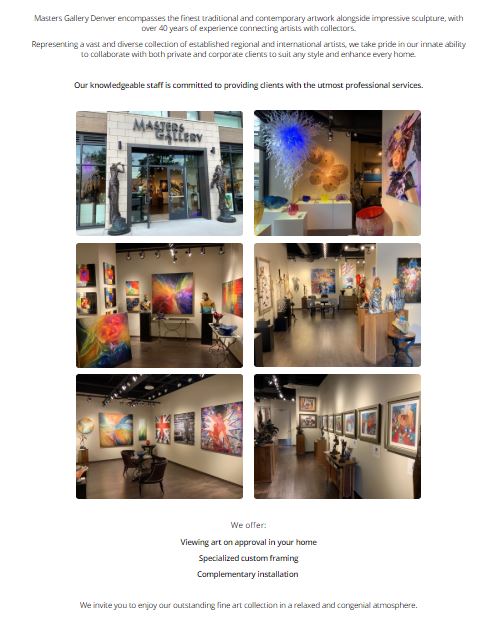 Masters Gallery Denver encompasses the finest traditional and contemporary artwork alongside impressive sculpture, with
over 40 years of experience connecting artists with collectors.
Representing a vast and diverse collection of established regional and international artists, we take pride in our innate ability
to collaborate with both private and corporate clients to suit any style and enhance every home.
Our knowledgeable staff is committed to providing clients with the utmost professional services.
MASTERS
GALLERY
We offer:
Viewing art on approval in your home
Specialized custom framing
Complementary installation
We invite you to enjoy our outstanding fine art collection in a relaxed and congenial atmosphere.